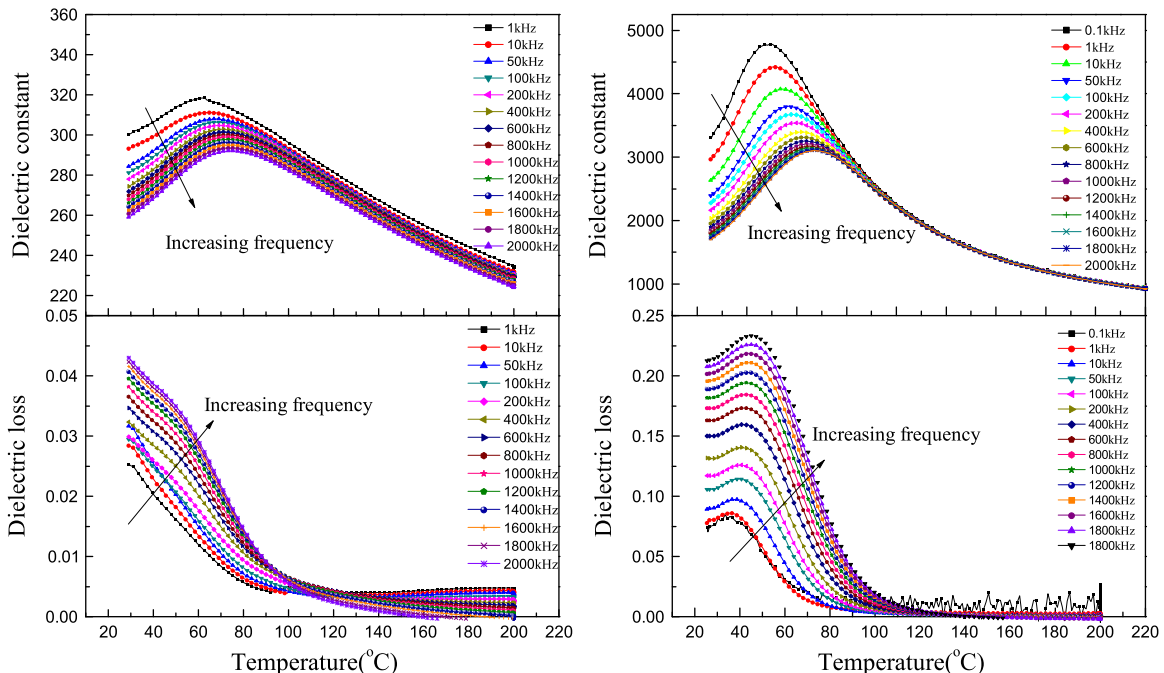 360
340
320
300
280
260
240
220
Dielectric constant
Increasing frequency
1kHz
10kHz
50kHz
100kHz
200kHz
400kHz
600kHz
800kHz
1000kHz
1200kHz
1400kHz
1600kHz
1800kHz
2000kHz
5000
4000
3000
2000
1000
Dielectric constant
Increasing frequency
0.1kHz
1kHz
10kHz
50kHz
100kHz
200kHz
400kHz
600kHz
800kHz
1000kHz
1200kHz
1400kHz
1600kHz
1800kHz
2000kHz
0.05
0.04
0.03
0.02
0.01
0.00
Dielectric loss
Increasing frequency
1kHz
10kHz
50kHz
100kHz
200kHz
400kHz
600kHz
800kHz
1000kHz
1200kHz
1400kHz
1600kHz
1800kHz
2000kHz
20 40 60 80 100 120 140 160 180 200 220
Temperature(°C)
0.25
0.20
0.15
0.10
0.05
0.00
Dielectric loss
Increasing frequency
0.1kHz
1kHz
10kHz
50kHz
100kHz
200kHz
400kHz
600kHz
800kHz
1000kHz
1200kHz
1400kHz
1600kHz
1800kHz
1800kHz
20 40 60 80 100 120 140 160 180 200 220
Temperature(°C)